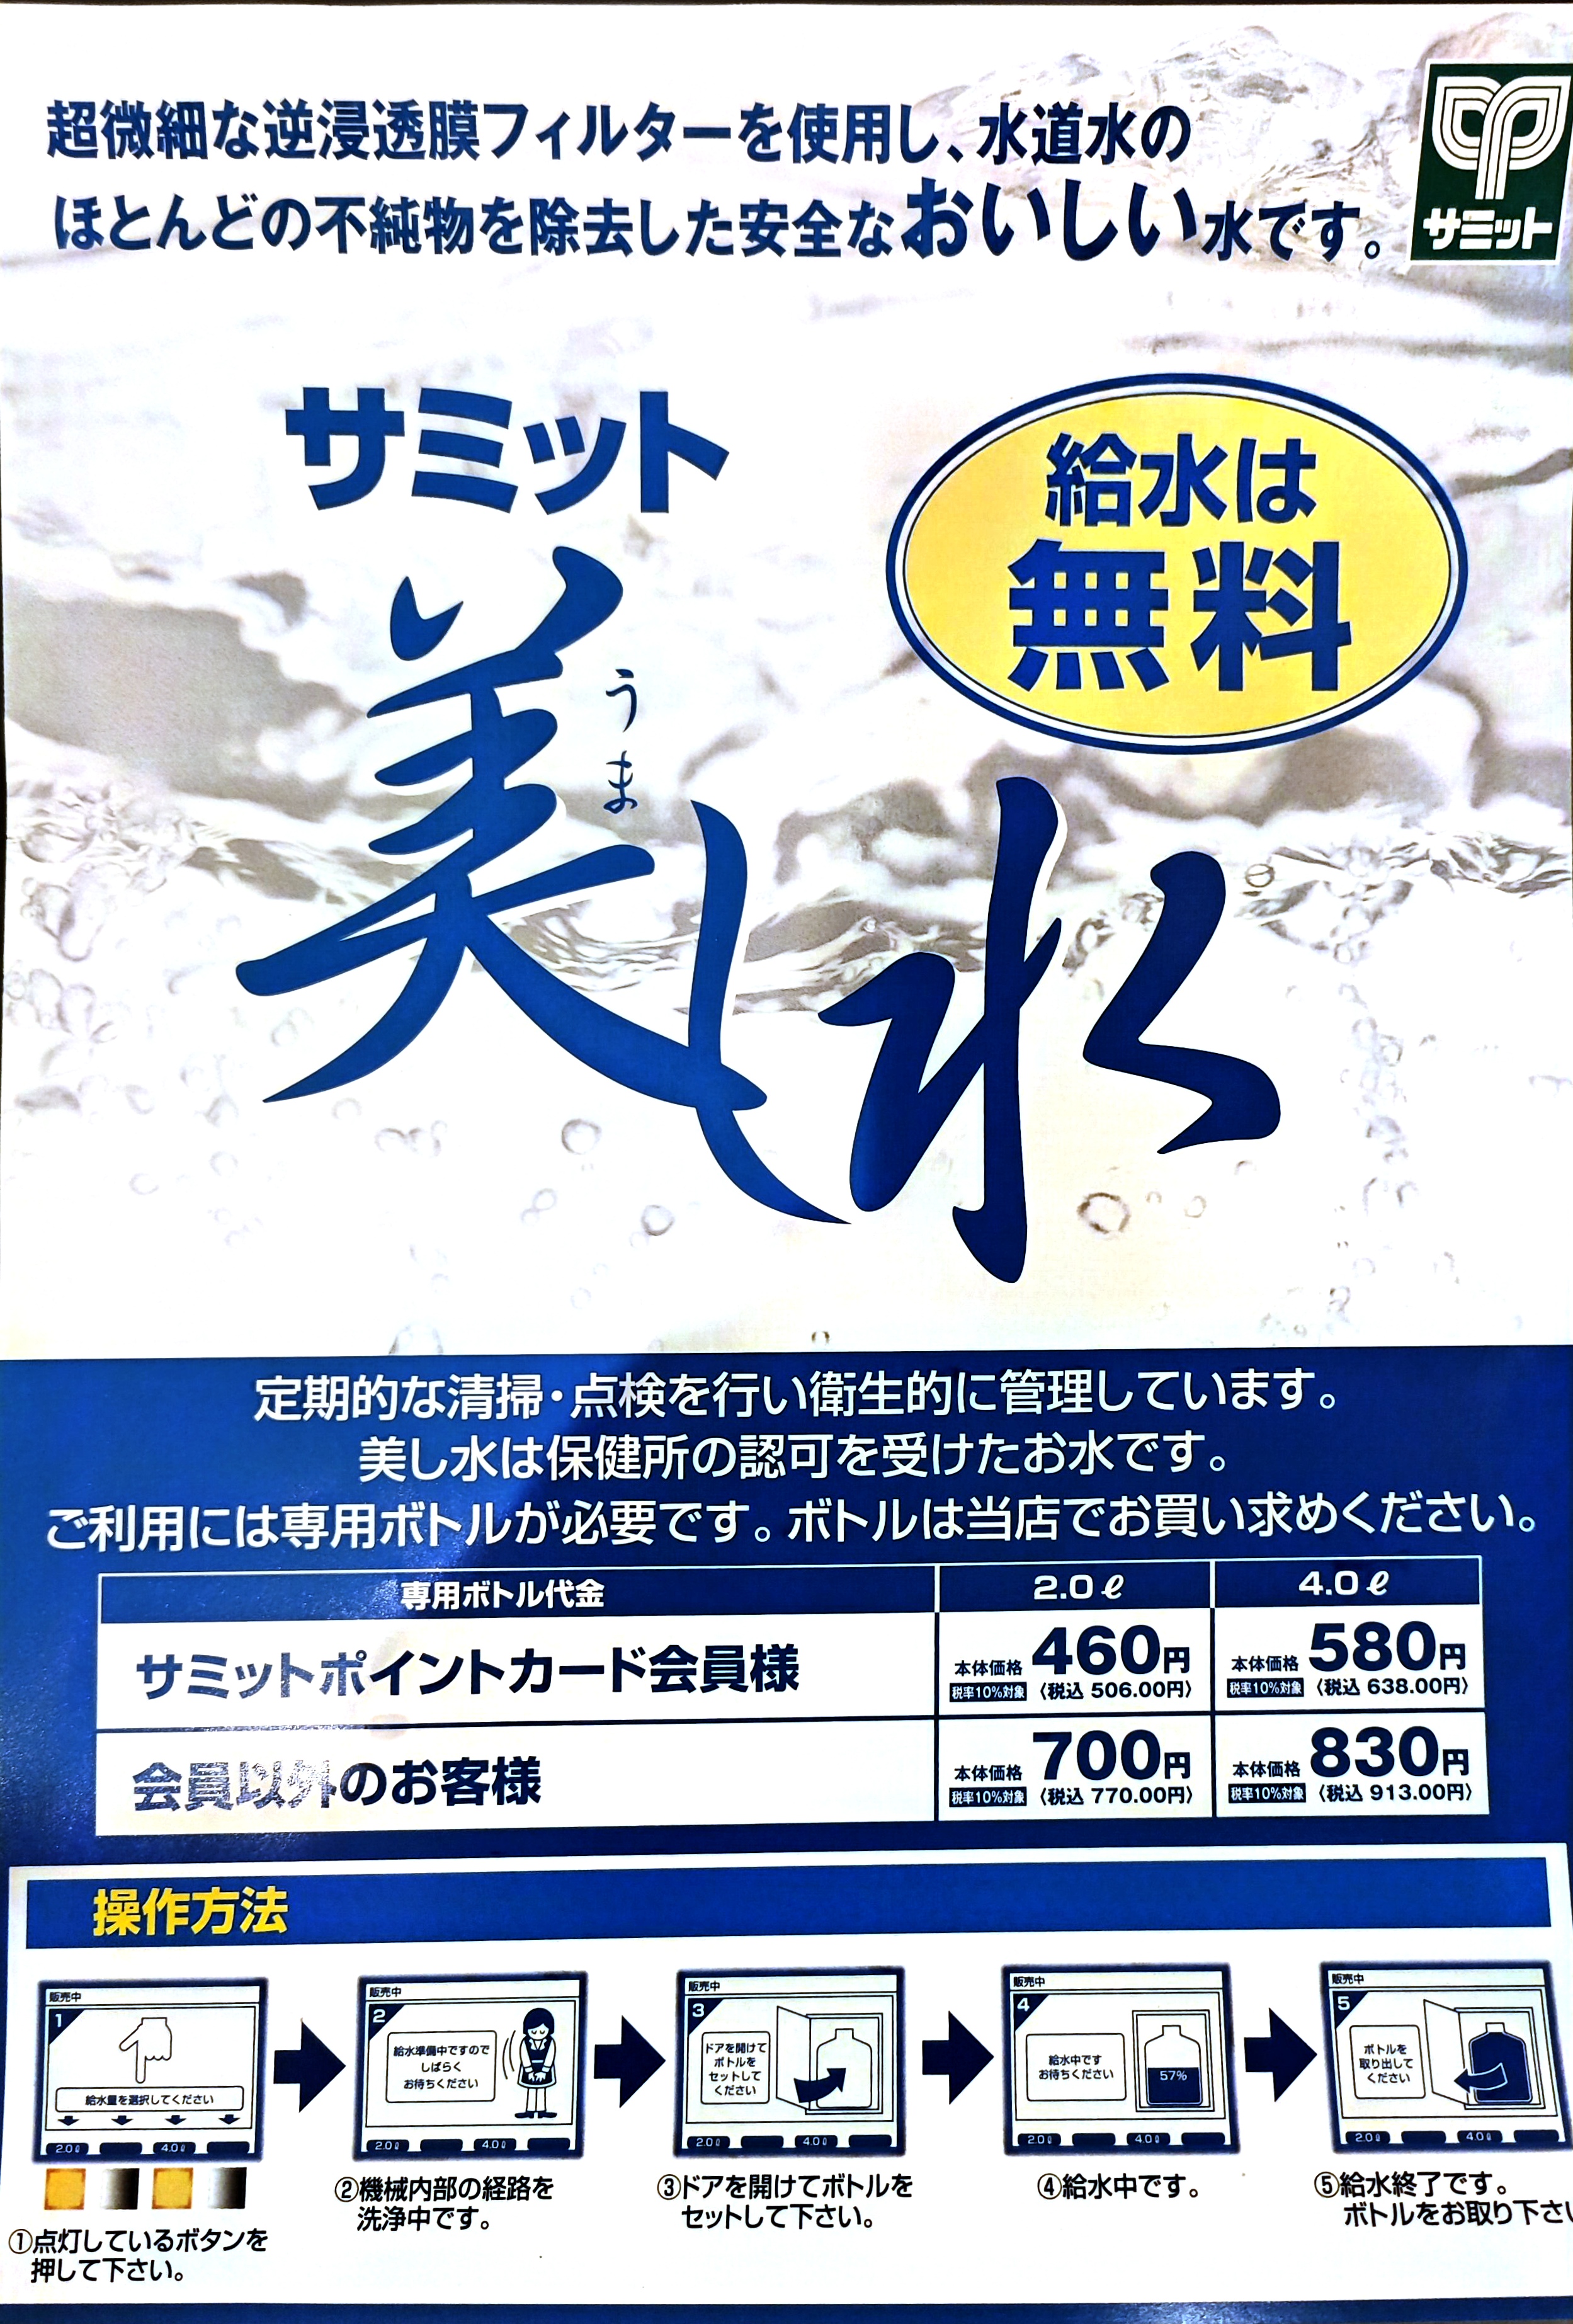 超微細な逆浸透膜フィルターを使用し、水道水の
ほとんどの不純物を除去した安全なおいしい水です。
サミット
サミット
給水は
無料
うま
美し水
定期的な清掃・点検を行い衛生的に管理しています。
美し水は保健所の認可を受けたお水です。
ご利用には専用ボトルが必要です。ボトルは当店でお買い求めください。
専用ボトル代金 2.0ℓ 4.0ℓ
サミットポイントカード会員様 本体価格 460円 本体価格 580円
税率10%対象 〈税込 506.00円〉 税率10%対象 〈税込 638.00円〉
会員以外のお客様 本体価格 700円 本体価格 830円
税率10%対象 〈税込 770.00円〉 税率10%対象 〈税込 913.00円〉
操作方法
販売中
1
給水量を選択してください
2.0ℓ 4.0ℓ
①点灯しているボタンを
押して下さい。
販売中
2
給水準備中ですので
しばらく
お待ちください
2.0ℓ 4.0ℓ
②機械内部の経路を
洗浄中です。
販売中
3
ドアを開けて
ボトルを
セットして
ください
2.0ℓ 4.0ℓ
③ドアを開けてボトルを
セットして下さい。
販売中
4
給水中です
お待ちください
57%
2.0ℓ 4.0ℓ
④給水中です。
販売中
5
ボトルを
取り出して
ください
2.0ℓ 4.0ℓ
⑤給水終了です。
ボトルをお取り下さい